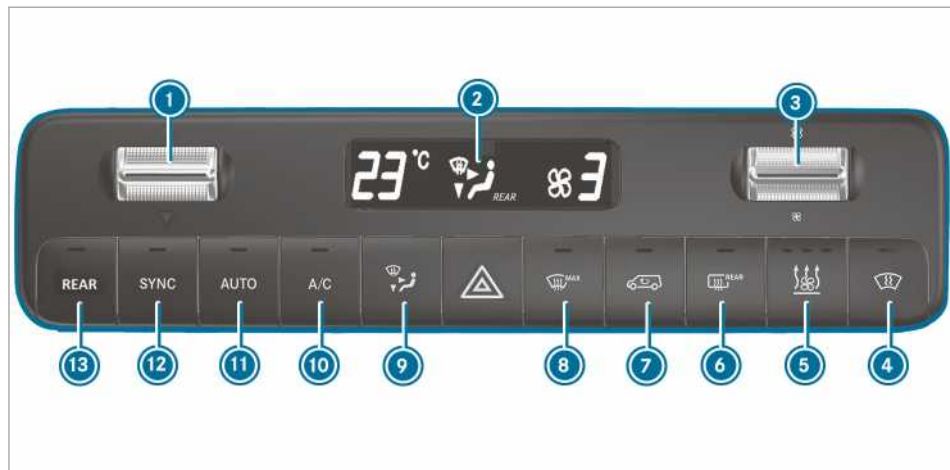 1 2 3
23 °C REAR 3
REAR SYNC AUTO A/C MAX REAR
13 12 11 10 9 8 7 6 5 4